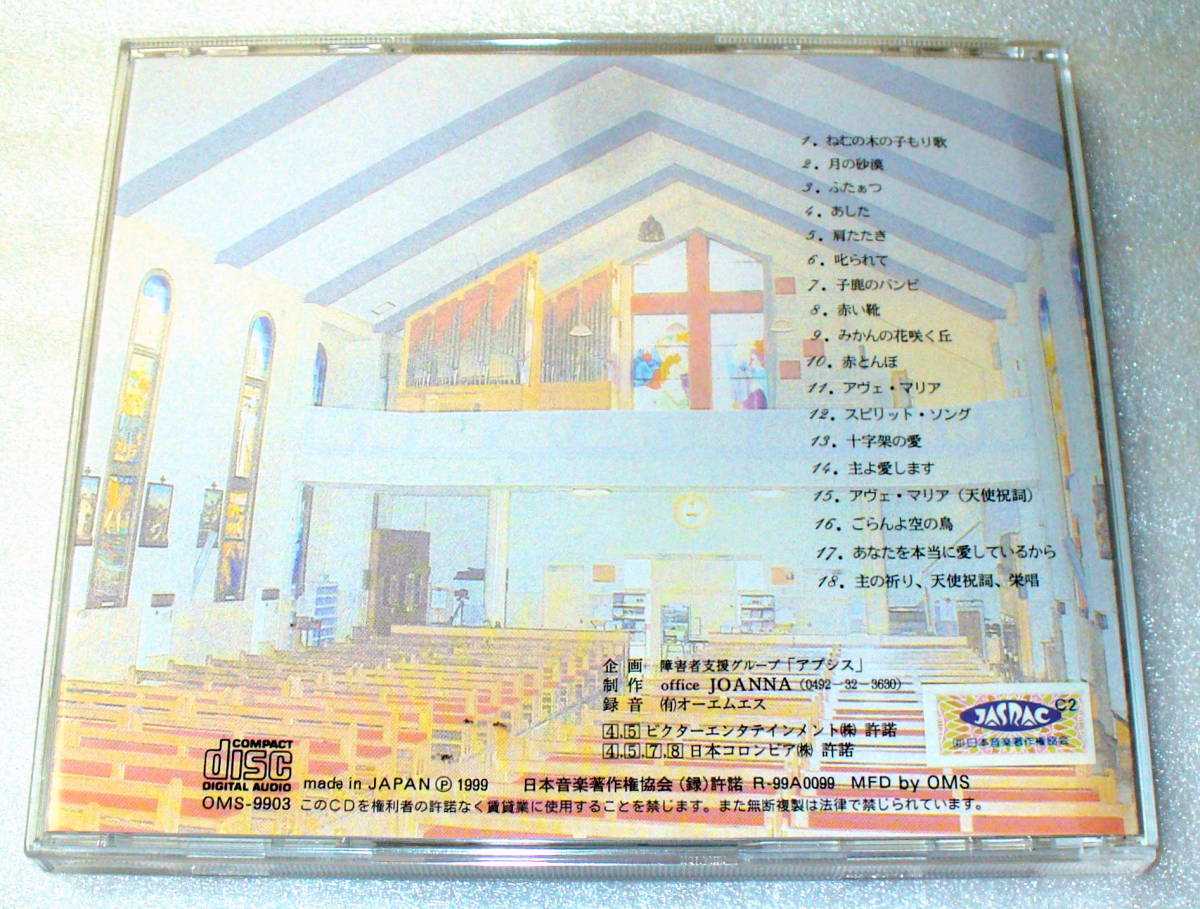 1. ねむの木の子もり歌
2. 月の砂漠
3. ふたぁつ
4. あした
5. 肩たたき
6. 叱られて
7. 子鹿のバンビ
8. 赤い靴
9. みかんの花咲く丘
10. 赤とんぼ
11. アヴェ・マリア
12. スピリット・ソング
13. 十字架の愛
14. 主よ愛します
15. アヴェ・マリア(天使祝詞)
16. ごらんよ空の鳥
17. あなたを本当に愛しているから
18. 主の祈り、天使祝詞、栄唱
企画 障害者支援グループ「アプシス」
制作 office JOANNA (0492-32-3630)
録音 ㈲オーエムエス
4,5 ビクターエンタテインメント㈱ 許諾
4,5,7,8 日本コロンビア㈱ 許諾
JASRAC C2
㈳日本音楽著作権協会
COMPACT
disc
DIGITAL AUDIO
made in JAPAN Ⓟ 1999 日本音楽著作権協会(録)許諾 R-99A0099 MFD by OMS
OMS-9903 このCDを権利者の許諾なく賃貸業に使用することを禁じます。また無断複製は法律で禁じられています。